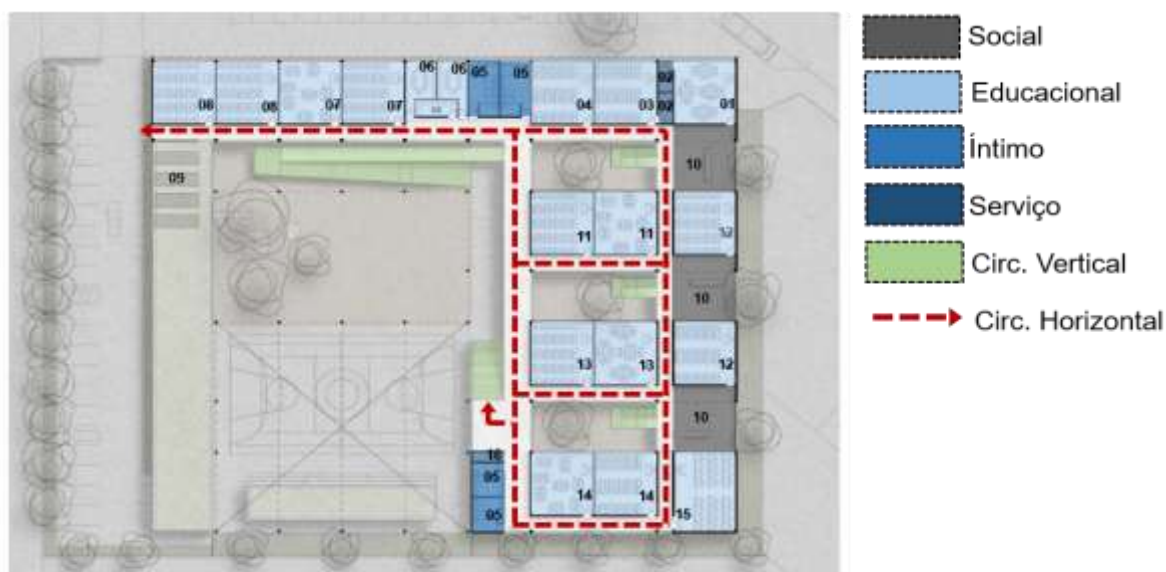 Social
Educacional
Íntimo
Serviço
Circ. Vertical
Circ. Horizontal
06 06 05 05 02
08 08 07 07 04 03 02 01
09
10
11 11 12
10
13 13 12
10
16
05
05
14 14 15